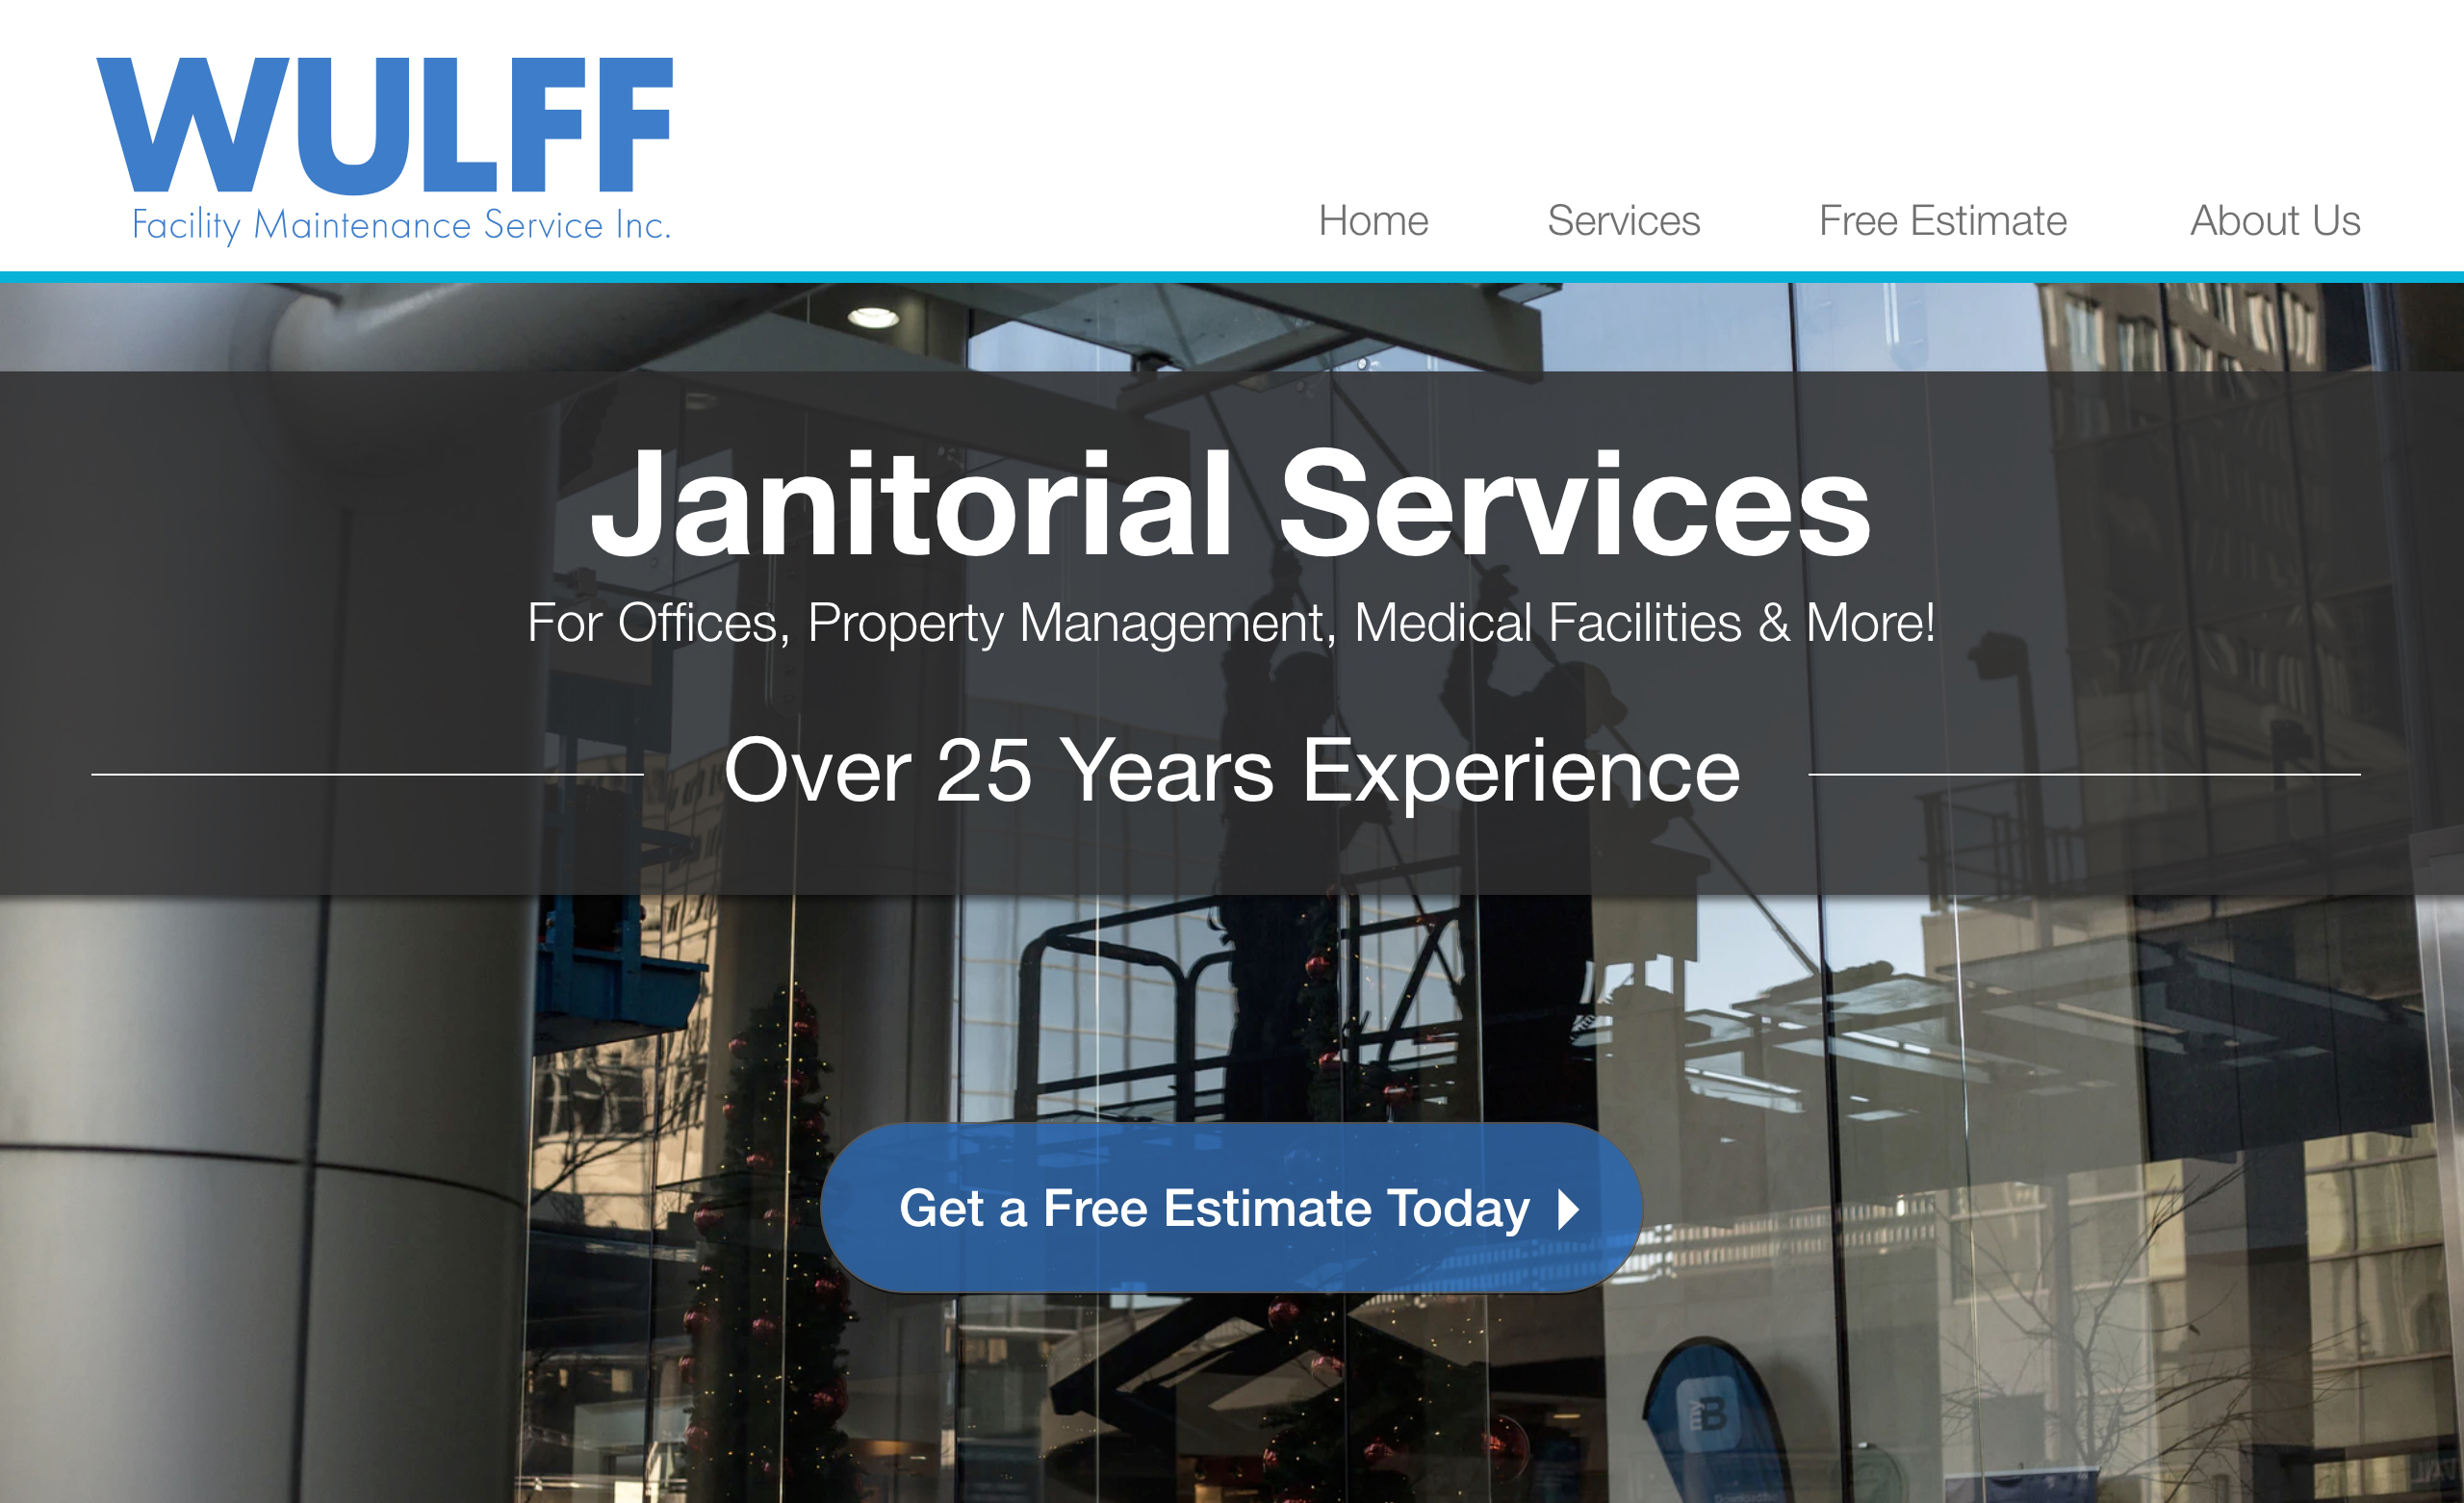 WULFF
Facility Maintenance Service Inc.
Home Services Free Estimate About Us
Janitorial Services
For Offices, Property Management, Medical Facilities & More!
Over 25 Years Experience
Get a Free Estimate Today
myB